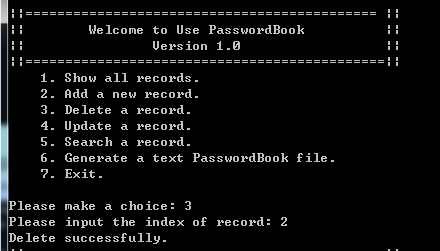 ||============================================ ||
||        Welcome to Use PasswordBook          ||
||                Version 1.0                  ||
||=============================================||
1. Show all records.
2. Add a new record.
3. Delete a record.
4. Update a record.
5. Search a record.
6. Generate a text PasswordBook file.
7. Exit.
Please make a choice: 3
Please input the index of record: 2
Delete successfully.